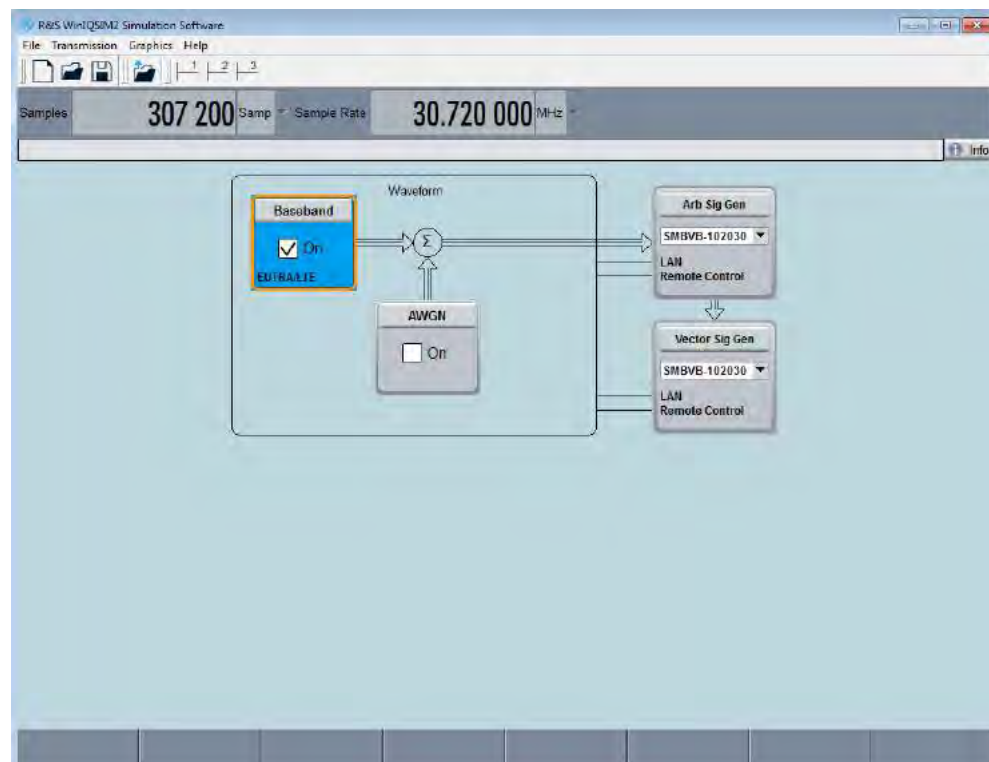 R&S WinIQSIM2 Simulation Software
File Transmission Graphics Help
1 2 3
Samples 307 200 Samp Sample Rate 30.720 000 MHz
Info
Waveform
Baseband
On
EUTRA/LTE
Σ
AWGN
On
Arb Sig Gen
SMBVB-102030
LAN
Remote Control
Vector Sig Gen
SMBVB-102030
LAN
Remote Control